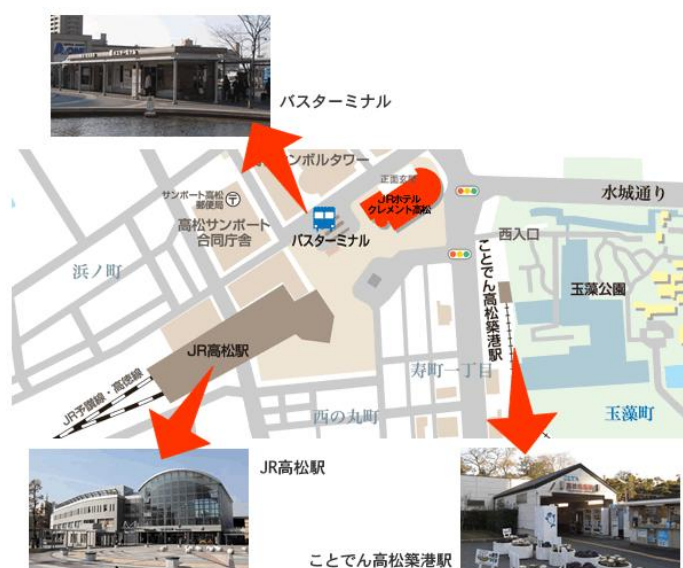 バスターミナル
ンボルタワー
正面玄関
サンポート高松
郵便局
JRホテル
クレメント高松
水城通り
高松サンポート
合同庁舎
バスターミナル
西入口
浜ノ町
ことでん高松築港駅
玉藻公園
JR高松駅
寿町一丁目
JR予讃線・高徳線
西の丸町
玉藻町
JR高松駅
ことでん高松築港駅